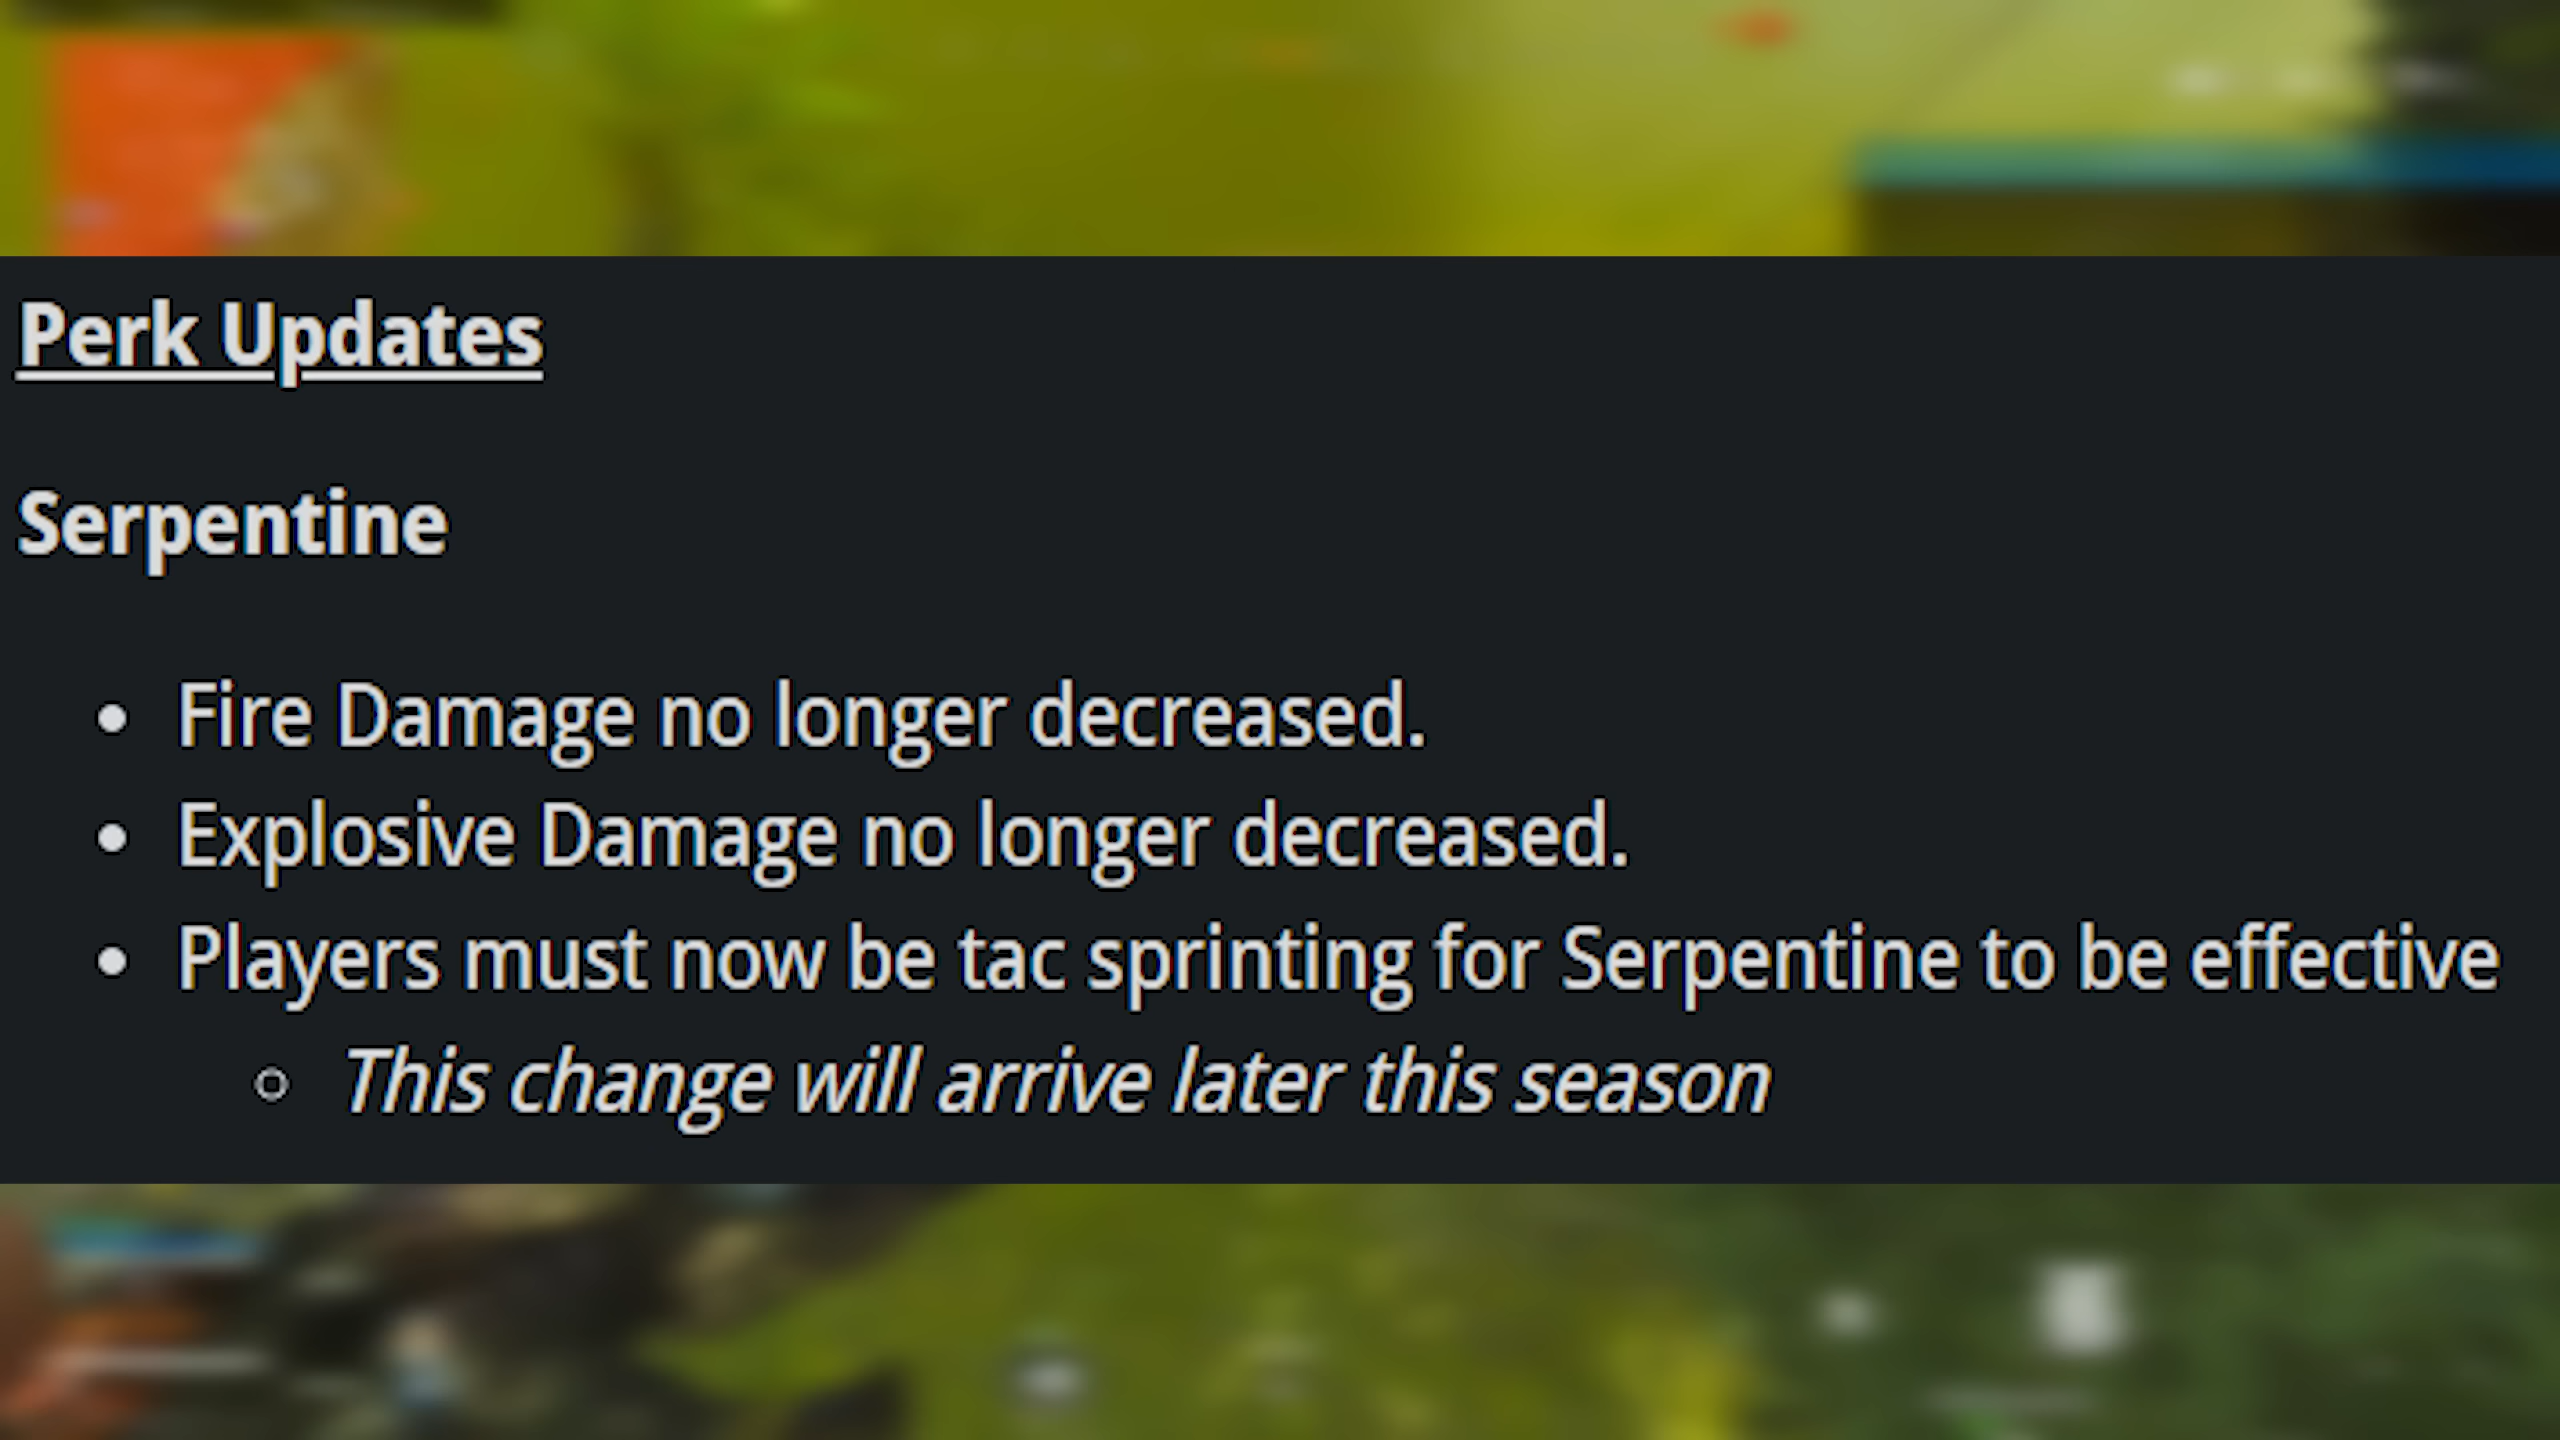 Perk Updates
Serpentine
• Fire Damage no longer decreased.
• Explosive Damage no longer decreased.
• Players must now be tac sprinting for Serpentine to be effective
◦ This change will arrive later this season